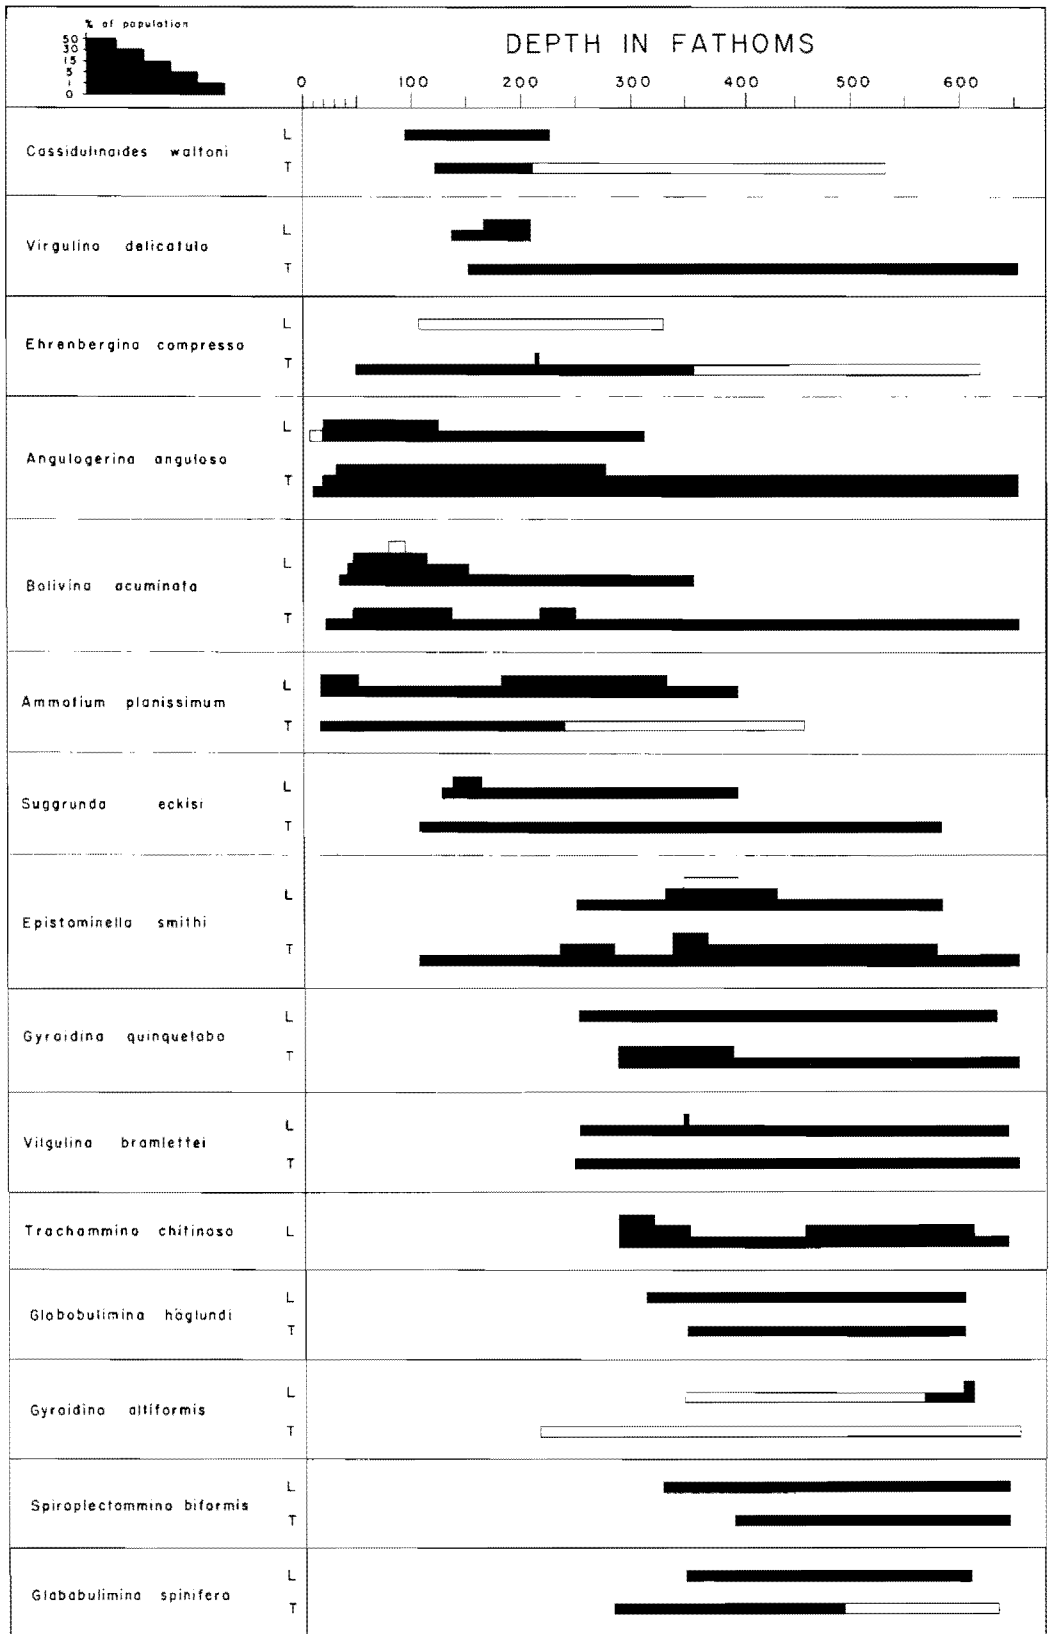 % of population
DEPTH IN FATHOMS
50
30
15
5
1
0
0 100 200 300 400 500 600
Cassidulinoides waltoni
L
T
Virgulina delicatula
L
T
Ehrenbergina compressa
L
T
Angulogerina angulosa
L
T
Bolivina acuminata
L
T
Ammotium planissimum
L
T
Suggrunda eckisi
L
T
Epistominella smithi
L
T
Gyroidina quinqueloba
L
T
Vilgulina bramlettei
L
T
Trochammina chitinosa
L
Globobulimina höglundi
L
T
Gyroidina altiformis
L
T
Spiroplectammina biformis
L
T
Globobulimina spinifera
L
T